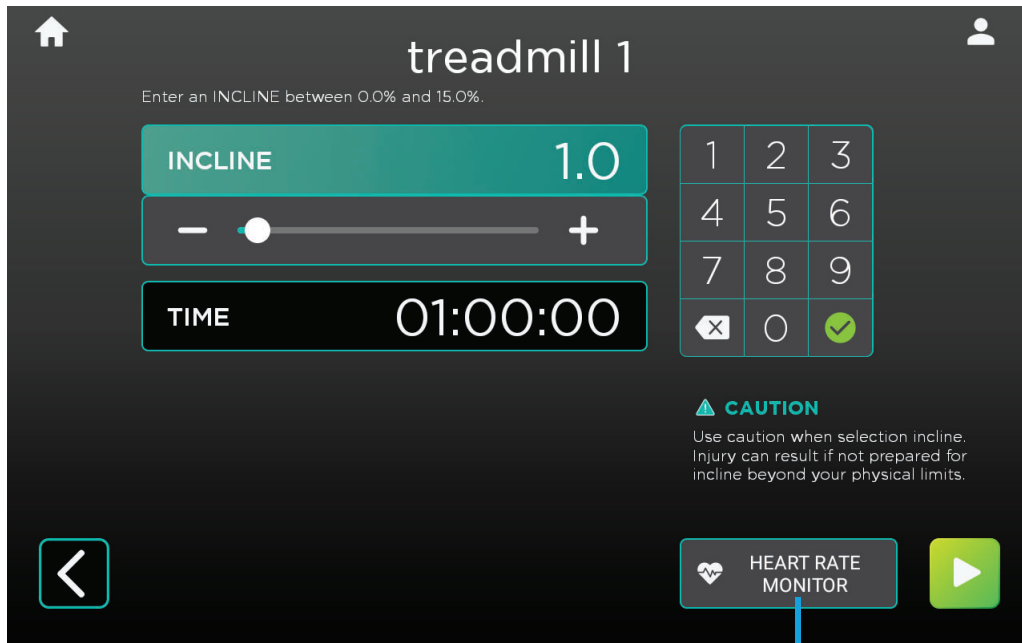 treadmill 1
Enter an INCLINE between 0.0% and 15.0%.
INCLINE 1.0
TIME 01:00:00
1 2 3
4 5 6
7 8 9
0
CAUTION
Use caution when selection incline.
Injury can result if not prepared for
incline beyond your physical limits.
HEART RATE
MONITOR